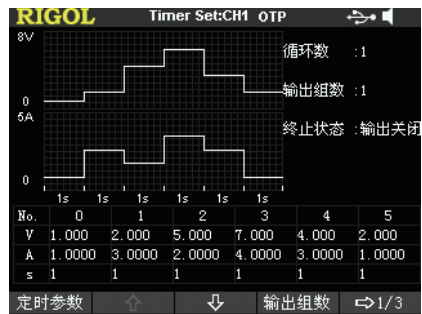 RIGOL Timer Set:CH1 OTP
8V
循环数 :1
输出组数 :1
0
5A
终止状态 :输出关闭
0
1s 1s 1s 1s 1s 1s
No. 0 1 2 3 4 5
V 1.000 2.000 5.000 7.000 4.000 2.000
A 1.0000 3.0000 2.0000 4.0000 3.0000 1.0000
s 1 1 1 1 1 1
定时参数 ⇧ ⇩ 输出组数 ⇨1/3